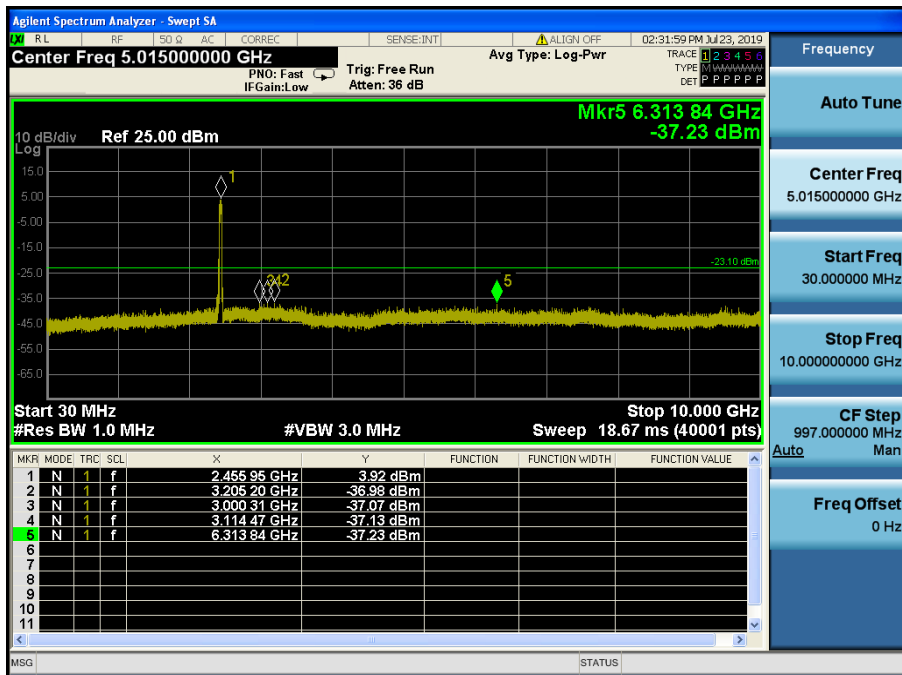 Agilent Spectrum Analyzer - Swept SA
LXI RL RF 50 Ω AC CORREC SENSE:INT ALIGN OFF 02:31:59 PM Jul 23, 2019
Center Freq 5.015000000 GHz
PNO: Fast
IFGain:Low
Trig: Free Run
Atten: 36 dB
Avg Type: Log-Pwr
TRACE 1 2 3 4 5 6
TYPE M W W W W W
DET P P P P P P
Mkr5 6.313 84 GHz
-37.23 dBm
10 dB/div Ref 25.00 dBm
Log
15.0
5.00
-5.00
-15.0
-25.0
-35.0
-45.0
-55.0
-65.0
1
-23.10 dBm
342
5
Start 30 MHz Stop 10.000 GHz
#Res BW 1.0 MHz #VBW 3.0 MHz Sweep 18.67 ms (40001 pts)
MKR MODE TRC SCL X Y FUNCTION FUNCTION WIDTH FUNCTION VALUE
1 N 1 f 2.455 95 GHz 3.92 dBm
2 N 1 f 3.205 20 GHz -36.98 dBm
3 N 1 f 3.000 31 GHz -37.07 dBm
4 N 1 f 3.114 47 GHz -37.13 dBm
5 N 1 f 6.313 84 GHz -37.23 dBm
6
7
8
9
10
11
MSG STATUS
Frequency
Auto Tune
Center Freq
5.015000000 GHz
Start Freq
30.000000 MHz
Stop Freq
10.000000000 GHz
CF Step
997.000000 MHz
Auto Man
Freq Offset
0 Hz